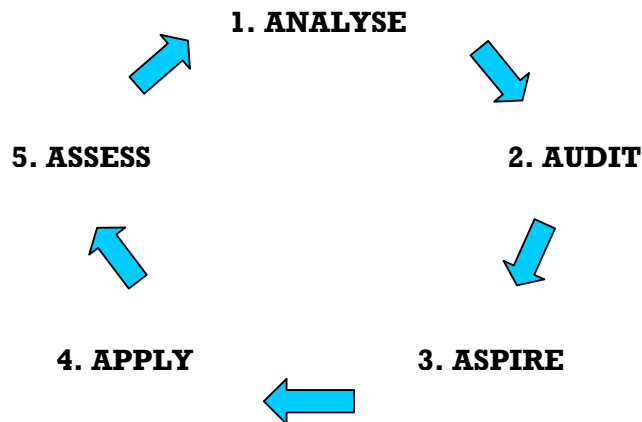 1. ANALYSE
2. AUDIT
3. ASPIRE
4. APPLY
5. ASSESS